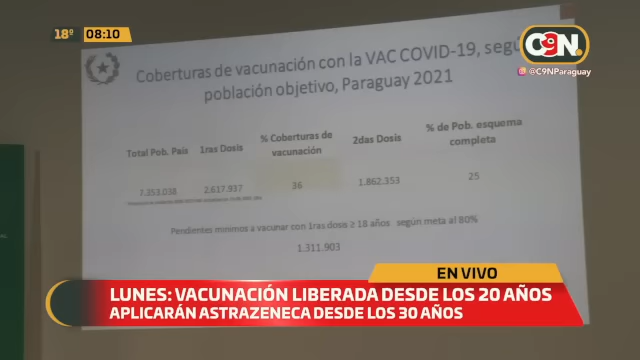 18°
08:10
C9N
@C9NParaguay
Coberturas de vacunación con la VAC COVID-19, según
población objetivo, Paraguay 2021
Total Pob. País
1ras Dosis
% Coberturas de
vacunación
2das Dosis
% de Pob. esquema
completa
7.353.038
2.617.937
36
1.862.353
25
Pendientes mínimos a vacunar con 1ras dosis ≥ 18 años según meta al 80%
1.311.903
EN VIVO
LUNES: VACUNACIÓN LIBERADA DESDE LOS 20 AÑOS
APLICARÁN ASTRAZENECA DESDE LOS 30 AÑOS